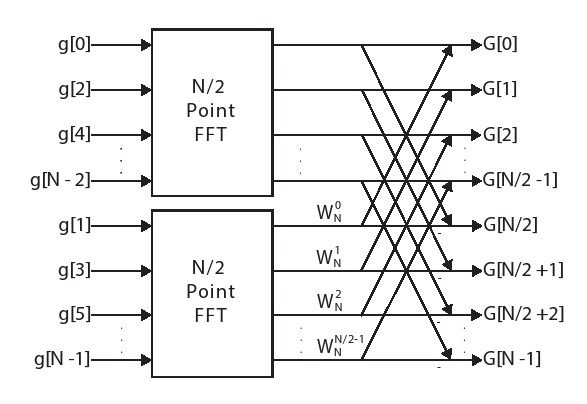 g[0] G[0]
g[2] N/2 G[1]
g[4] Point G[2]
FFT
g[N - 2] G[N/2 -1]
g[1] W_N^0 G[N/2]
g[3] N/2 W_N^1 G[N/2 +1]
Point
g[5] FFT W_N^2 G[N/2 +2]
g[N -1] W_N^{N/2-1} G[N -1]